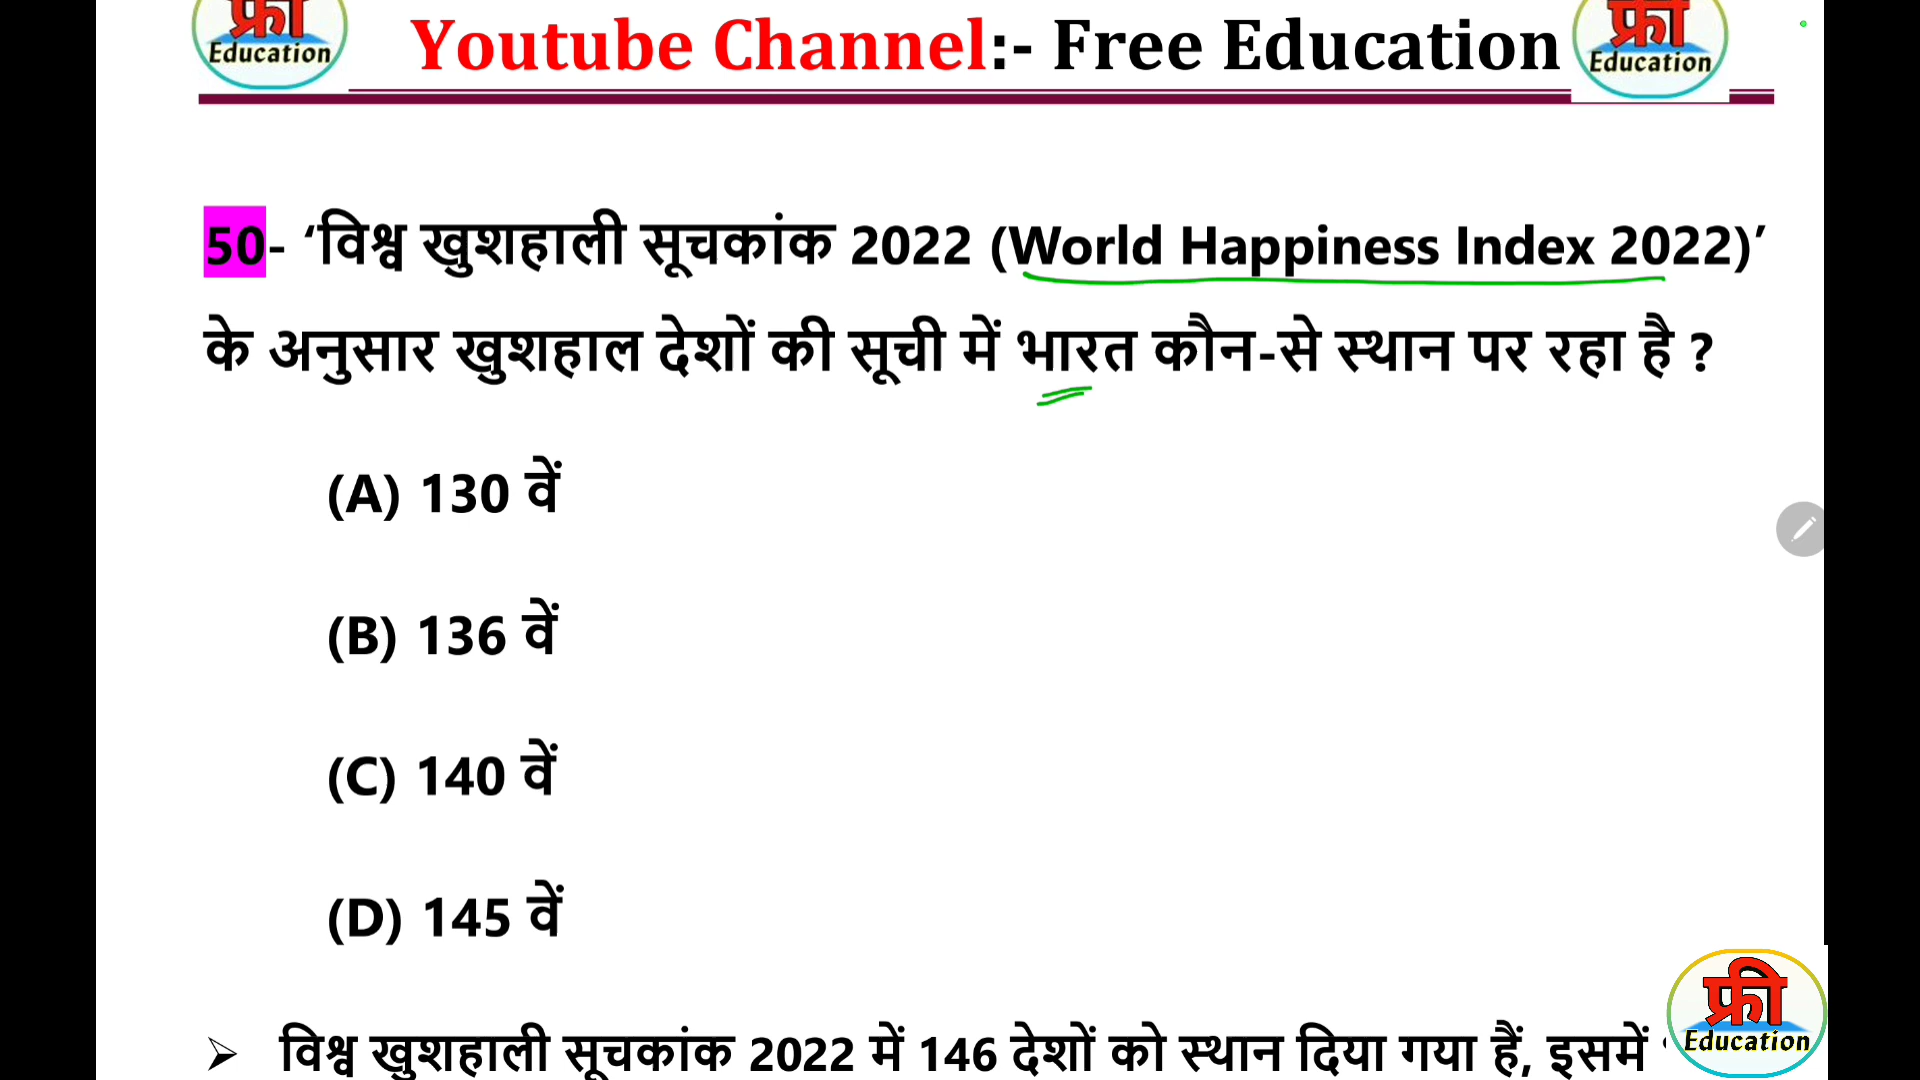 फ्री
Education
Youtube Channel:- Free Education
फ्री
Education
50- ‘विश्व खुशहाली सूचकांक 2022 (World Happiness Index 2022)’
के अनुसार खुशहाल देशों की सूची में भारत कौन-से स्थान पर रहा है ?
(A) 130 वें
(B) 136 वें
(C) 140 वें
(D) 145 वें
➢ विश्व खुशहाली सूचकांक 2022 में 146 देशों को स्थान दिया गया हैं, इसमें ‘
फ्री
Education